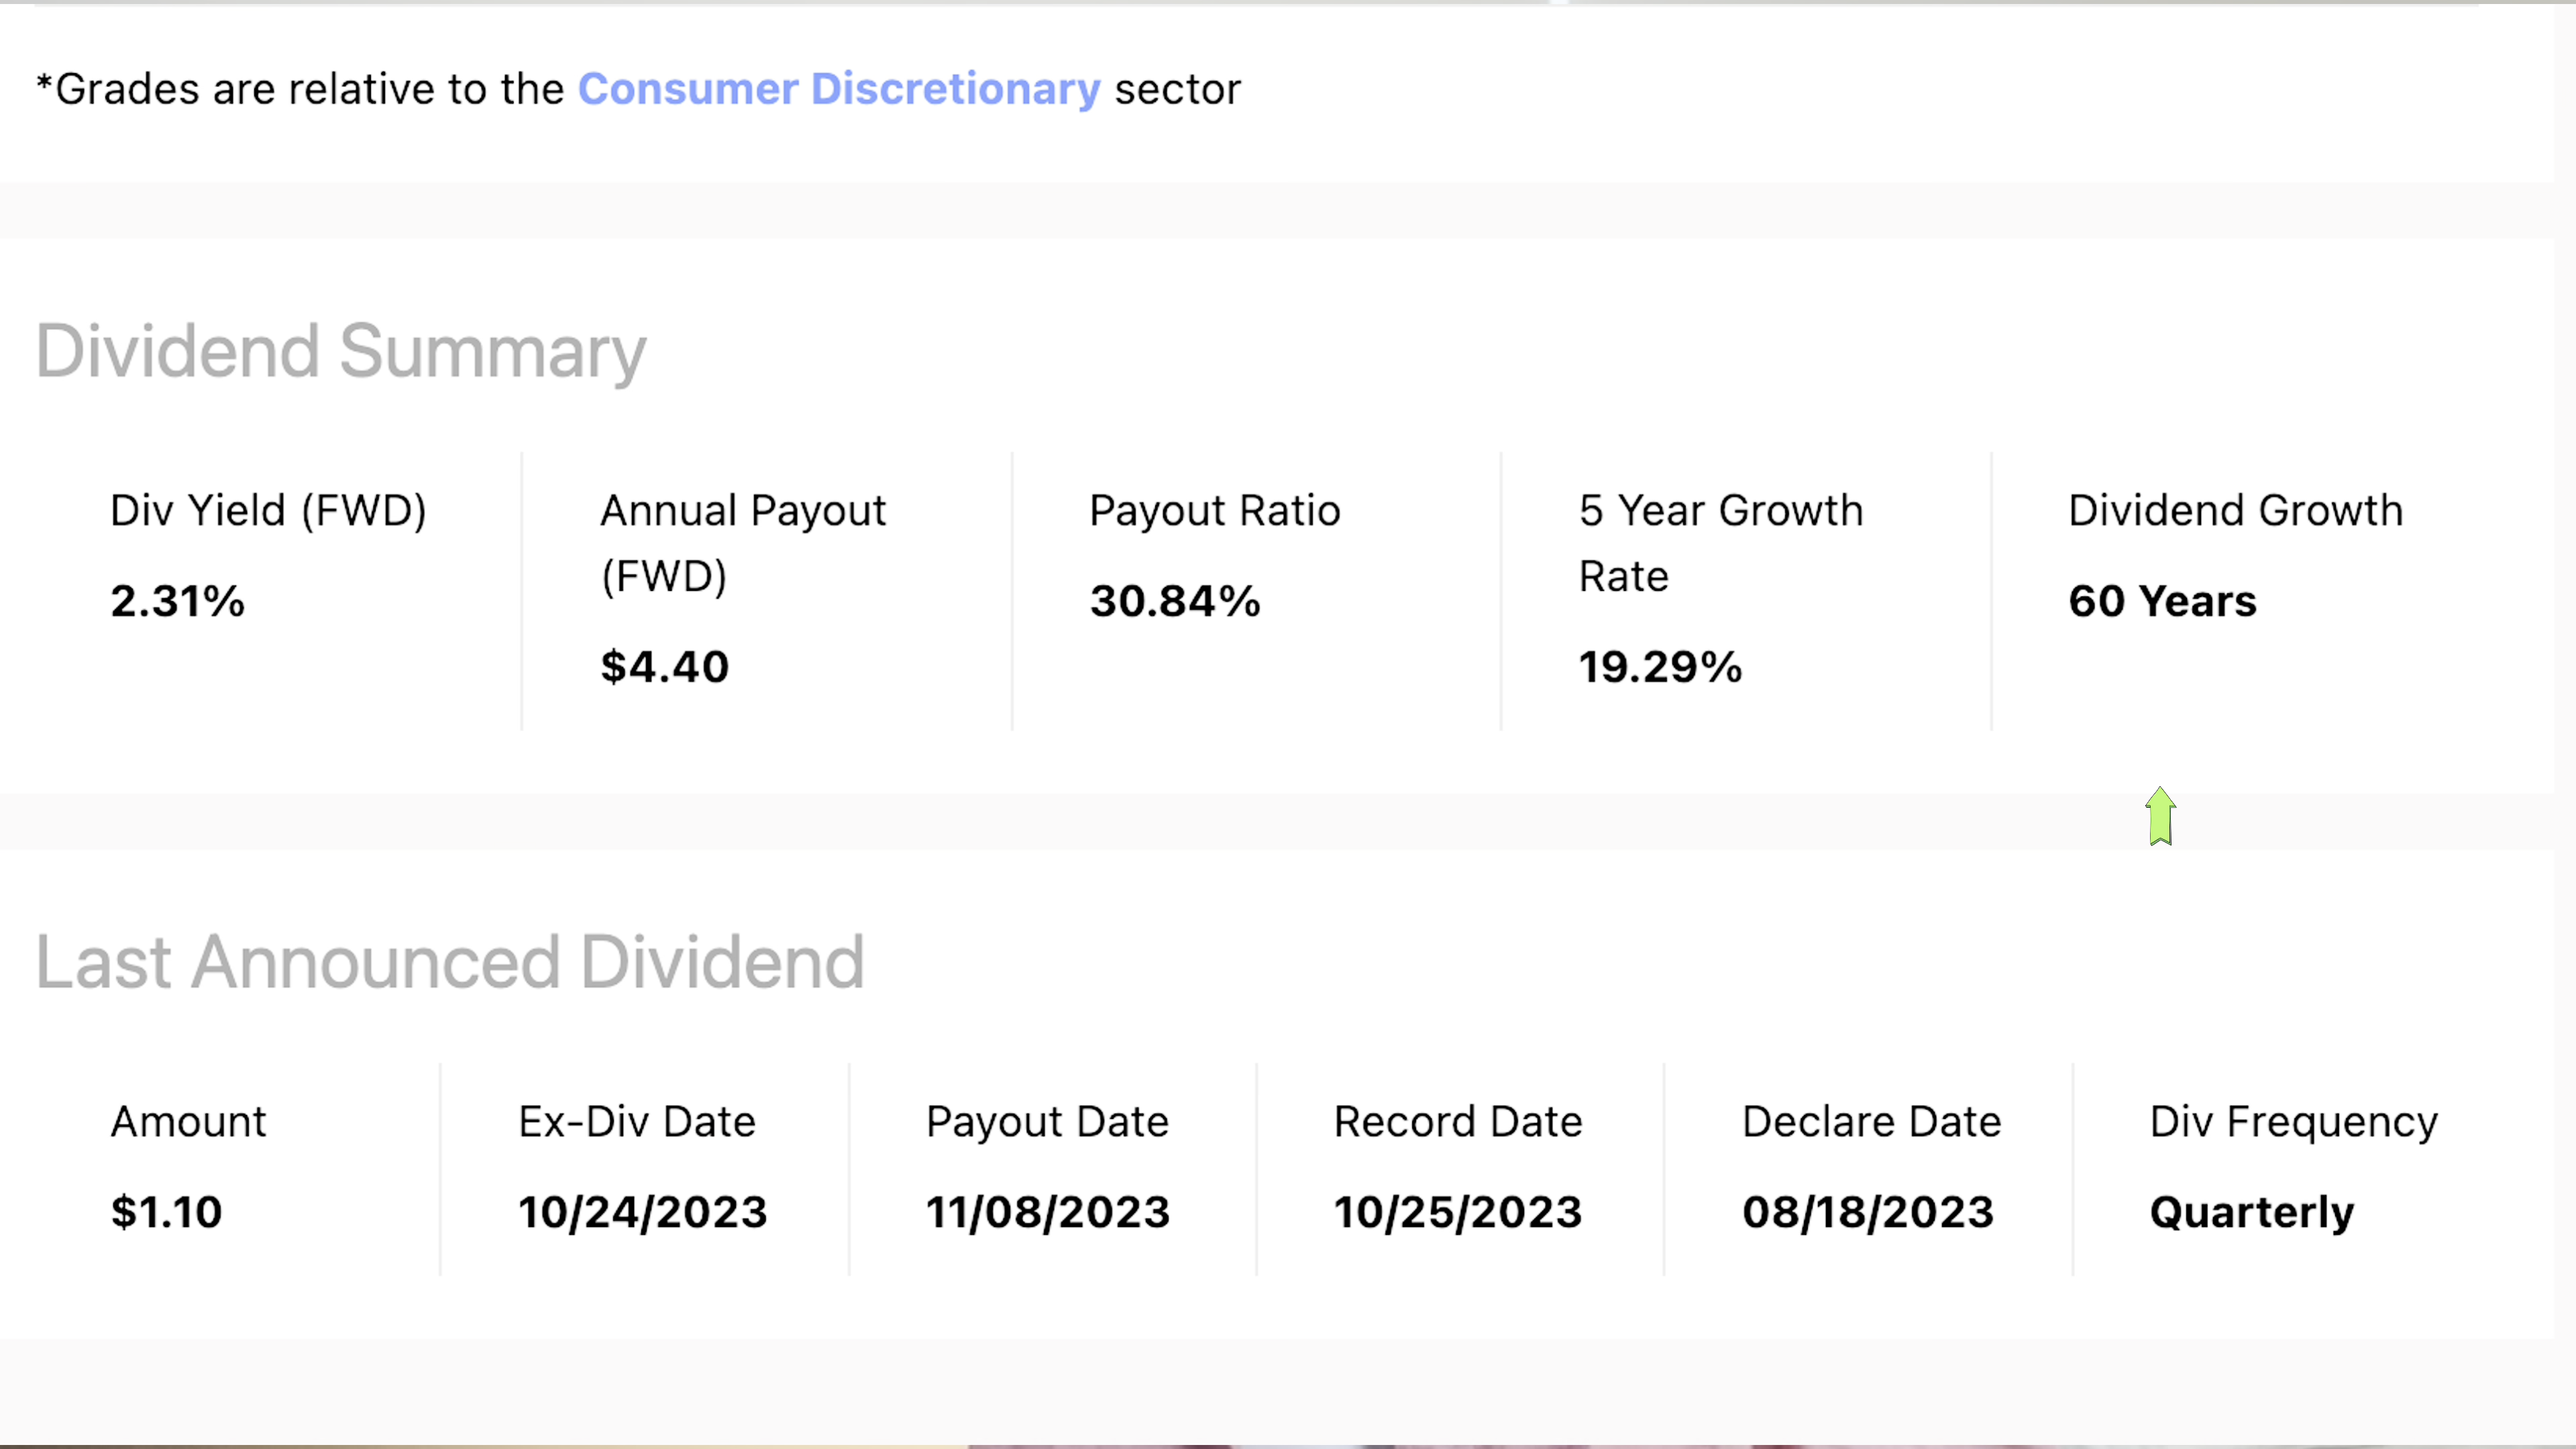 *Grades are relative to the Consumer Discretionary sector
Dividend Summary
Div Yield (FWD)
2.31%
Annual Payout
(FWD)
$4.40
Payout Ratio
30.84%
5 Year Growth
Rate
19.29%
Dividend Growth
60 Years
Last Announced Dividend
Amount
$1.10
Ex-Div Date
10/24/2023
Payout Date
11/08/2023
Record Date
10/25/2023
Declare Date
08/18/2023
Div Frequency
Quarterly